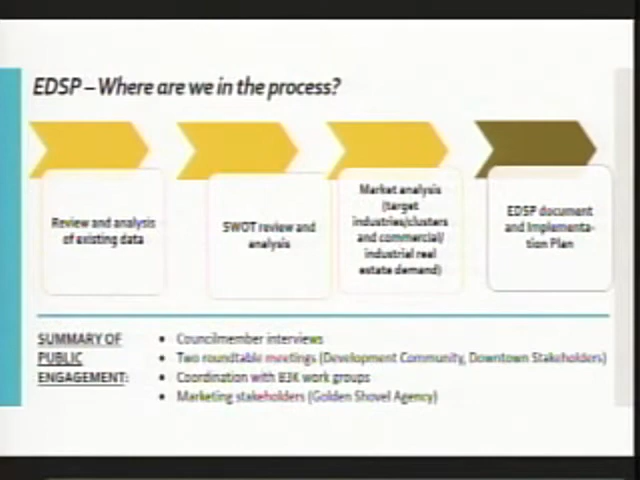 EDSP – Where are we in the process?
Review and analysis
of existing data
SWOT review and
analysis
Market analysis
(target
industries/clusters
and commercial/
industrial real
estate demand)
EDSP document
and Implementa-
tion Plan
SUMMARY OF
PUBLIC
ENGAGEMENT:
• Councilmember interviews
• Two roundtable meetings (Development Community, Downtown Stakeholders)
• Coordination with B3K work groups
• Marketing stakeholders (Golden Shovel Agency)